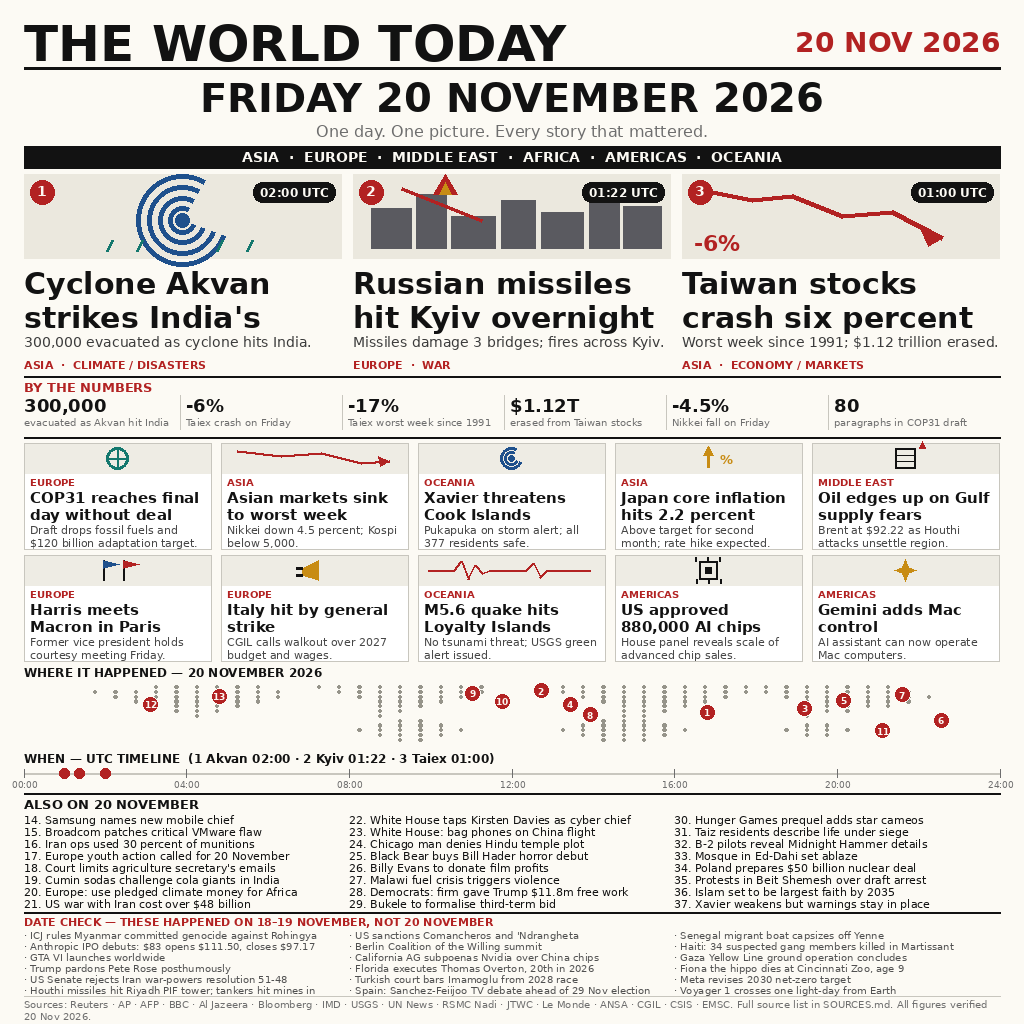 THE WORLD TODAY
20 NOV 2026
FRIDAY 20 NOVEMBER 2026
One day. One picture. Every story that mattered.
ASIA · EUROPE · MIDDLE EAST · AFRICA · AMERICAS · OCEANIA
1
02:00 UTC
Cyclone Akvan
strikes India's
300,000 evacuated as cyclone hits India.
ASIA · CLIMATE / DISASTERS
2
01:22 UTC
Russian missiles
hit Kyiv overnight
Missiles damage 3 bridges; fires across Kyiv.
EUROPE · WAR
3
01:00 UTC
-6%
Taiwan stocks
crash six percent
Worst week since 1991; $1.12 trillion erased.
ASIA · ECONOMY / MARKETS
BY THE NUMBERS
300,000
evacuated as Akvan hit India
-6%
Taiex crash on Friday
-17%
Taiex worst week since 1991
$1.12T
erased from Taiwan stocks
-4.5%
Nikkei fall on Friday
80
paragraphs in COP31 draft
EUROPE
COP31 reaches final
day without deal
Draft drops fossil fuels and
$120 billion adaptation target.
ASIA
Asian markets sink
to worst week
Nikkei down 4.5 percent; Kospi
below 5,000.
OCEANIA
Xavier threatens
Cook Islands
Pukapuka on storm alert; all
377 residents safe.
%
ASIA
Japan core inflation
hits 2.2 percent
Above target for second
month; rate hike expected.
MIDDLE EAST
Oil edges up on Gulf
supply fears
Brent at $92.22 as Houthi
attacks unsettle region.
EUROPE
Harris meets
Macron in Paris
Former vice president holds
courtesy meeting Friday.
EUROPE
Italy hit by general
strike
CGIL calls walkout over 2027
budget and wages.
OCEANIA
M5.6 quake hits
Loyalty Islands
No tsunami threat; USGS green
alert issued.
AMERICAS
US approved
880,000 AI chips
House panel reveals scale of
advanced chip sales.
AMERICAS
Gemini adds Mac
control
AI assistant can now operate
Mac computers.
WHERE IT HAPPENED — 20 NOVEMBER 2026
12
13
9
10
2
4
8
1
3
5
7
11
6
WHEN — UTC TIMELINE (1 Akvan 02:00 · 2 Kyiv 01:22 · 3 Taiex 01:00)
00:00
04:00
08:00
12:00
16:00
20:00
24:00
ALSO ON 20 NOVEMBER
14. Samsung names new mobile chief
15. Broadcom patches critical VMware flaw
16. Iran ops used 30 percent of munitions
17. Europe youth action called for 20 November
18. Court limits agriculture secretary's emails
19. Cumin sodas challenge cola giants in India
20. Europe: use pledged climate money for Africa
21. US war with Iran cost over $48 billion
22. White House taps Kirsten Davies as cyber chief
23. White House: bag phones on China flight
24. Chicago man denies Hindu temple plot
25. Black Bear buys Bill Hader horror debut
26. Billy Evans to donate film profits
27. Malawi fuel crisis triggers violence
28. Democrats: firm gave Trump $11.8m free work
29. Bukele to formalise third-term bid
30. Hunger Games prequel adds star cameos
31. Taiz residents describe life under siege
32. B-2 pilots reveal Midnight Hammer details
33. Mosque in Ed-Dahi set ablaze
34. Poland prepares $50 billion nuclear deal
35. Protests in Beit Shemesh over draft arrest
36. Islam set to be largest faith by 2035
37. Xavier weakens but warnings stay in place
DATE CHECK — THESE HAPPENED ON 18–19 NOVEMBER, NOT 20 NOVEMBER
· ICJ rules Myanmar committed genocide against Rohingya
· Anthropic IPO debuts: $83 opens $111.50, closes $97.17
· GTA VI launches worldwide
· Trump pardons Pete Rose posthumously
· US Senate rejects Iran war-powers resolution 51–48
· Houthi missiles hit Riyadh PIF tower; tankers hit mines in
· US sanctions Comancheros and 'Ndrangheta
· Berlin Coalition of the Willing summit
· California AG subpoenas Nvidia over China chips
· Florida executes Thomas Overton, 20th in 2026
· Turkish court bars Imamoglu from 2028 race
· Spain: Sanchez-Feijoo TV debate ahead of 29 Nov election
· Senegal migrant boat capsizes off Yenne
· Haiti: 34 suspected gang members killed in Martissant
· Gaza Yellow Line ground operation concludes
· Fiona the hippo dies at Cincinnati Zoo, age 9
· Meta revises 2030 net-zero target
· Voyager 1 crosses one light-day from Earth
Sources: Reuters · AP · AFP · BBC · Al Jazeera · Bloomberg · IMD · USGS · UN News · RSMC Nadi · JTWC · Le Monde · ANSA · CGIL · CSIS · EMSC. Full source list in SOURCES.md. All figures verified
20 Nov 2026.